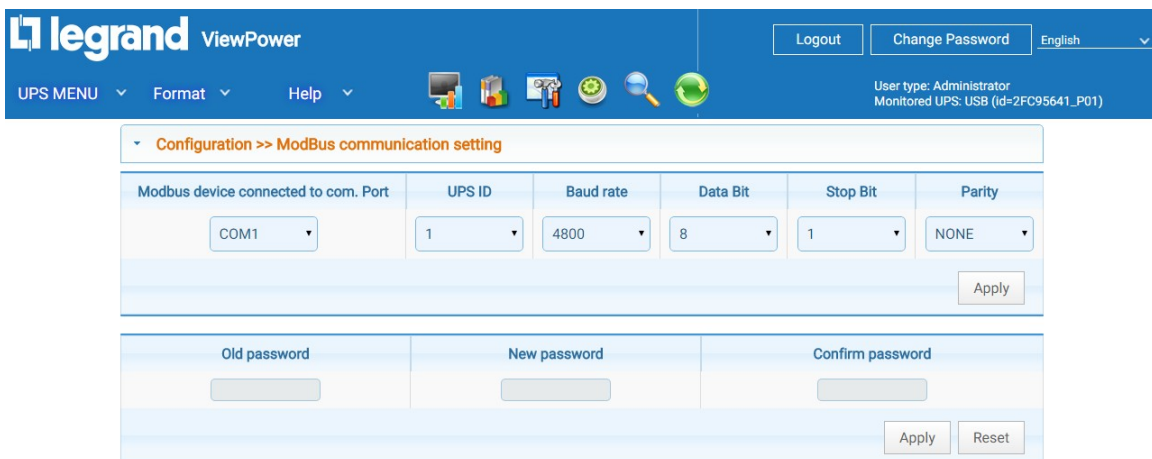 legrand ViewPower
Logout Change Password English
UPS MENU Format Help
User type: Administrator
Monitored UPS: USB (id=2FC95641_P01)
Configuration >> ModBus communication setting
Modbus device connected to com. Port UPS ID Baud rate Data Bit Stop Bit Parity
COM1 1 4800 8 1 NONE
Apply
Old password New password Confirm password
Apply Reset